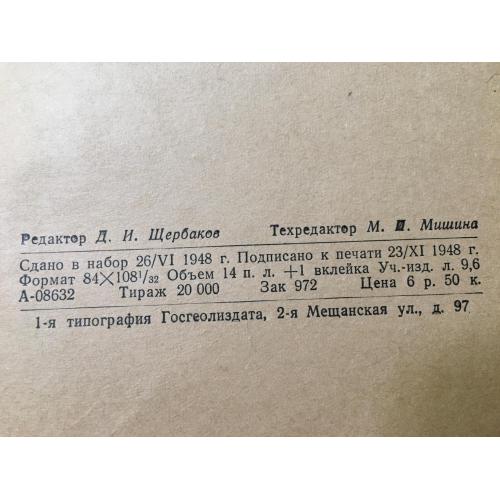 Редактор Д. И. Щербаков Техредактор М. Мишина
Сдано в набор 26/VI 1948 г. Подписано к печати 23/XI 1948 г.
Формат 84×108¹/₃₂ Объем 14 п. л. +1 вклейка Уч.-изд. л. 9,6
А-08632 Тираж 20 000 Зак 972 Цена 6 р. 50 к.
1-я типография Госгеолиздата, 2-я Мещанская ул., д. 97